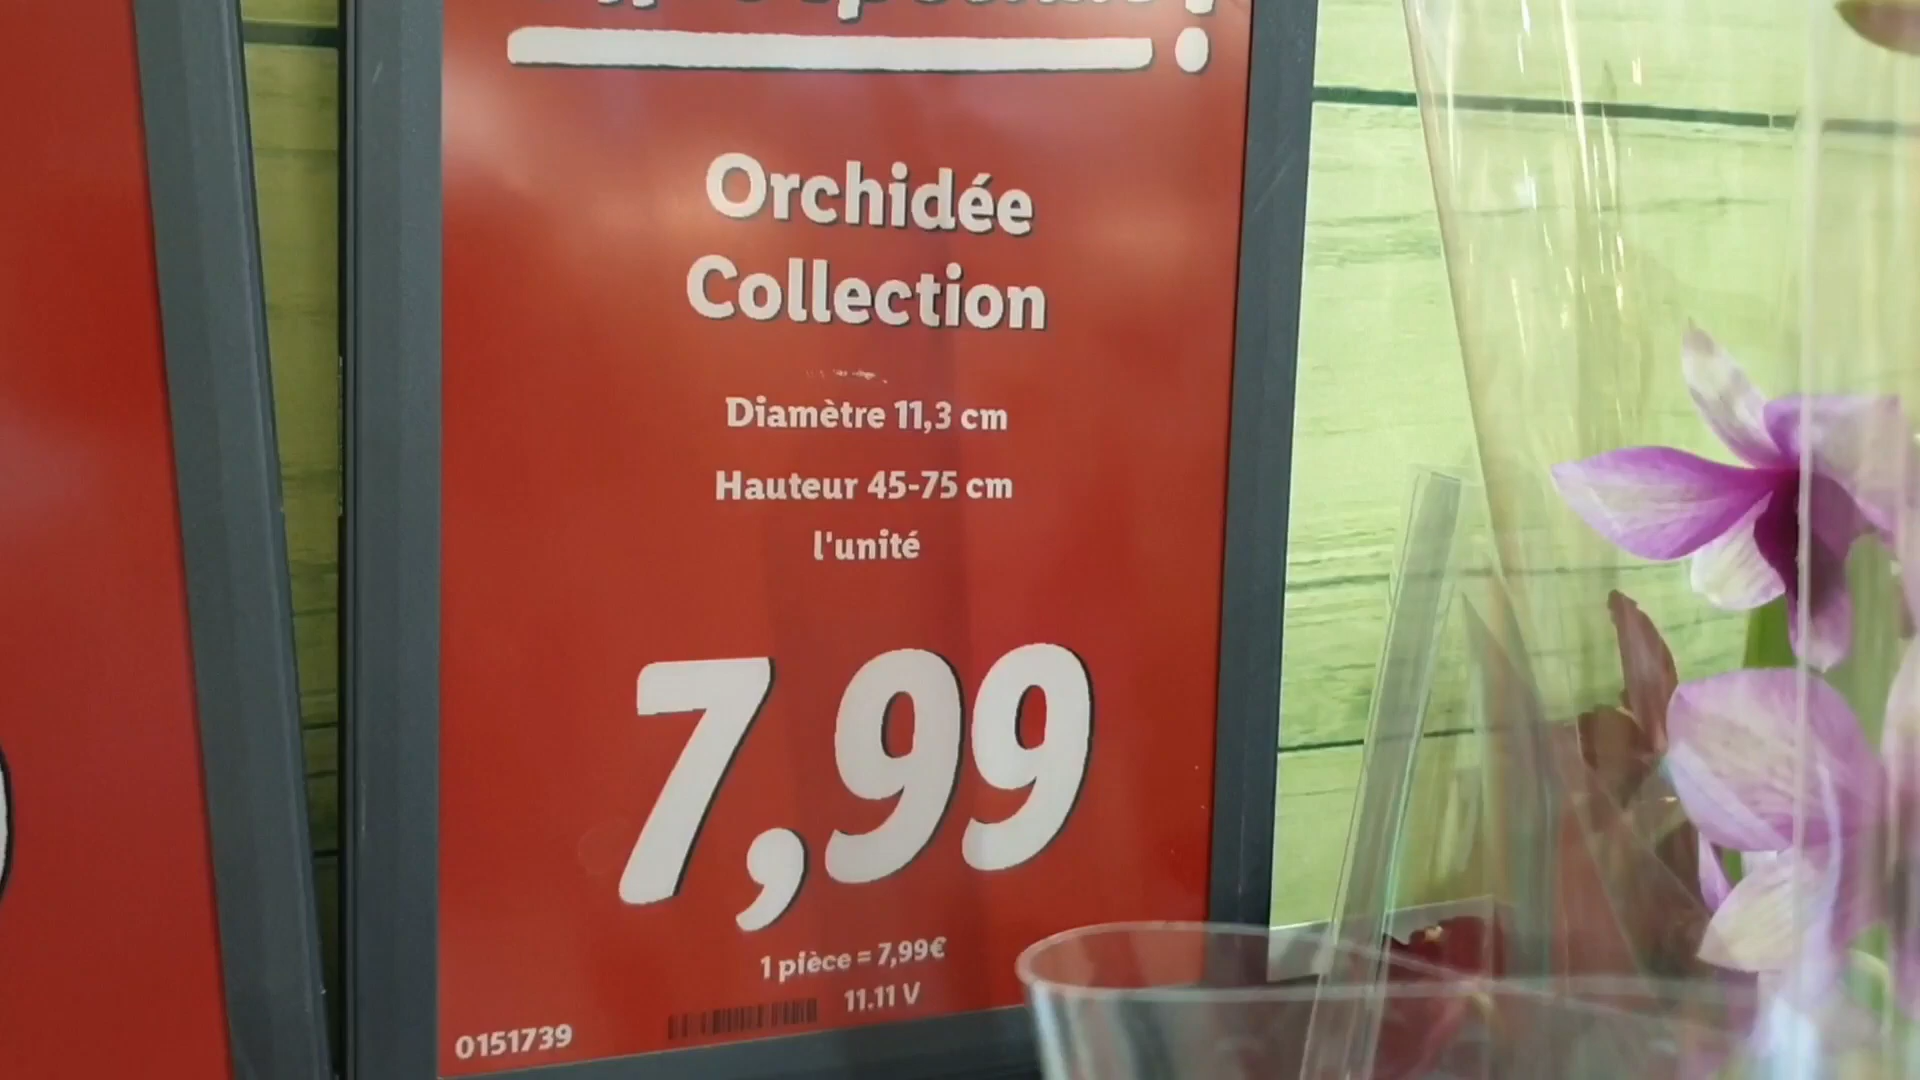 Orchidée
Collection
Diamètre 11,3 cm
Hauteur 45-75 cm
l'unité
7,99
1 pièce = 7,99€
11.11 V
0151739